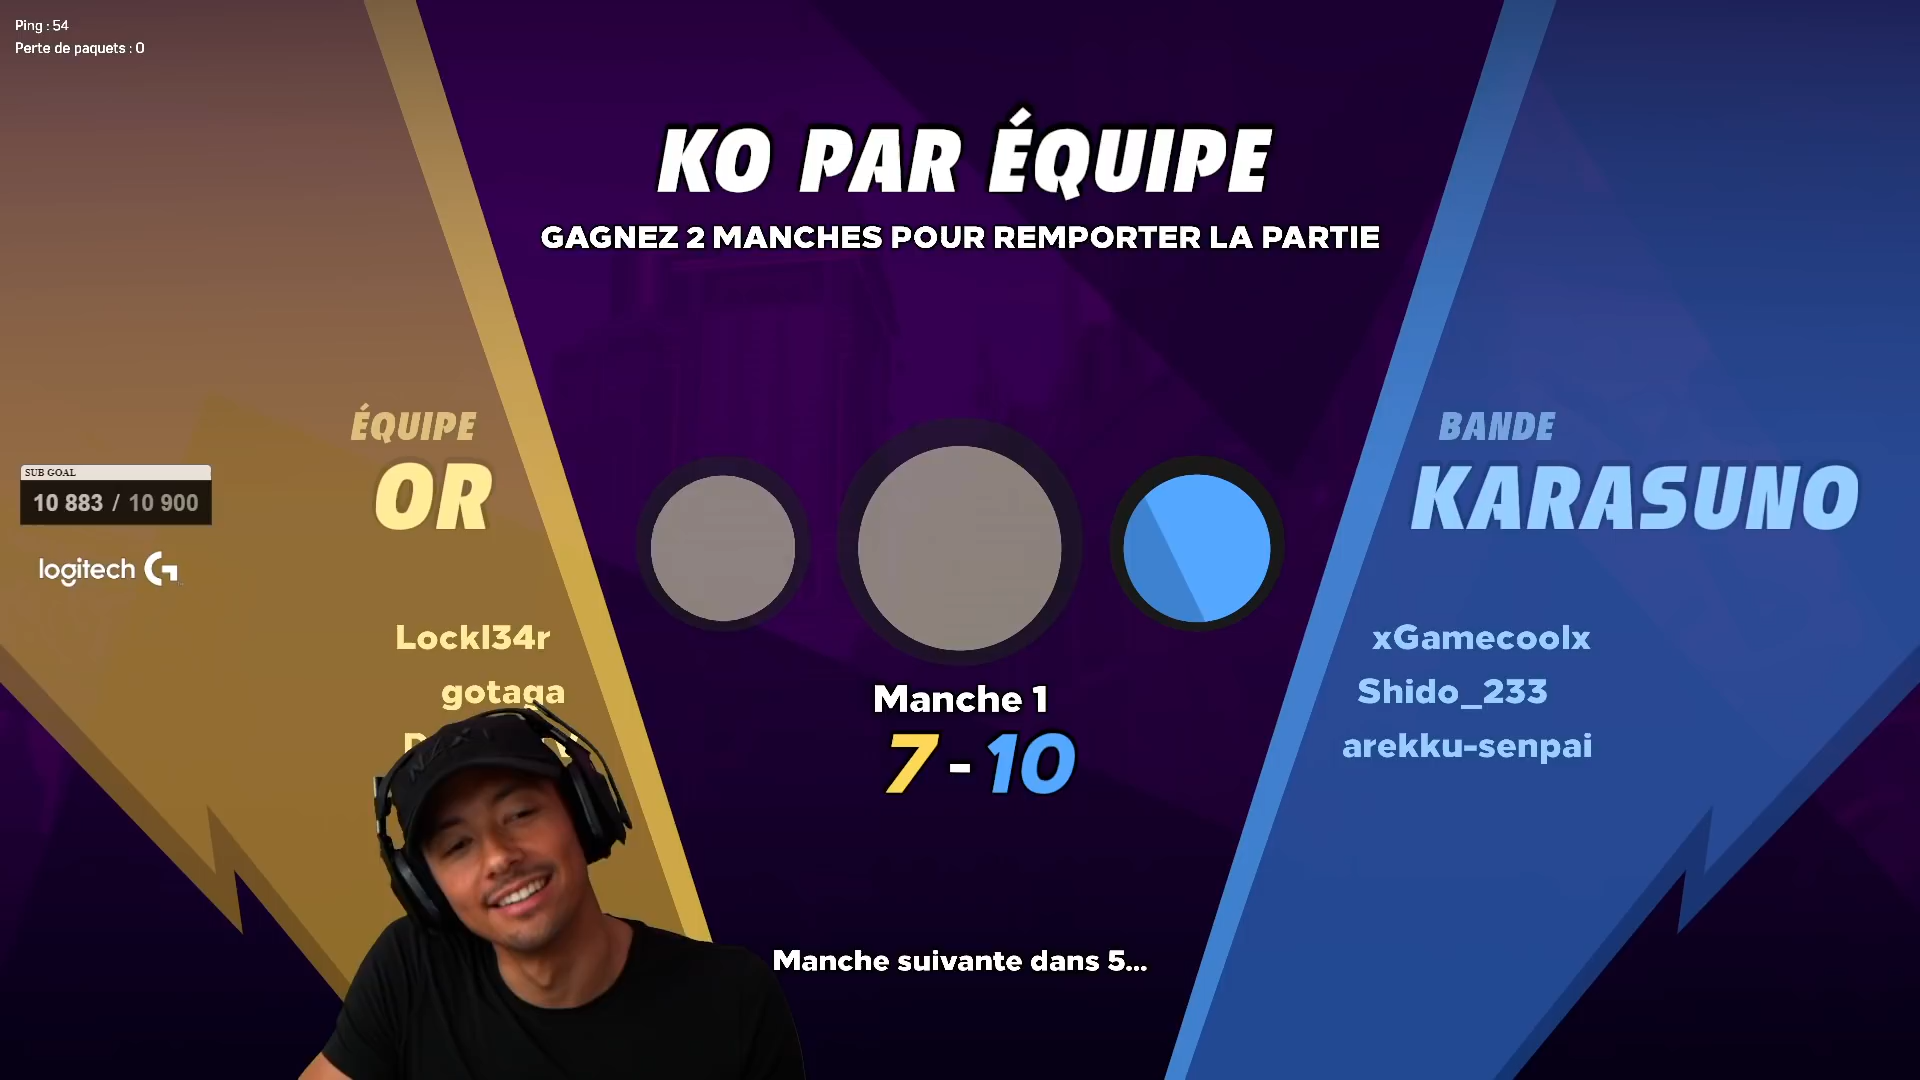 Ping : 54
Perte de paquets : 0
KO PAR ÉQUIPE
GAGNEZ 2 MANCHES POUR REMPORTER LA PARTIE
ÉQUIPE
OR
SUB GOAL
10 883 / 10 900
logitech G
Lockl34r
gotaga
Manche 1
7 - 10
BANDE
KARASUNO
xGamecoolx
Shido_233
arekku-senpai
Manche suivante dans 5...